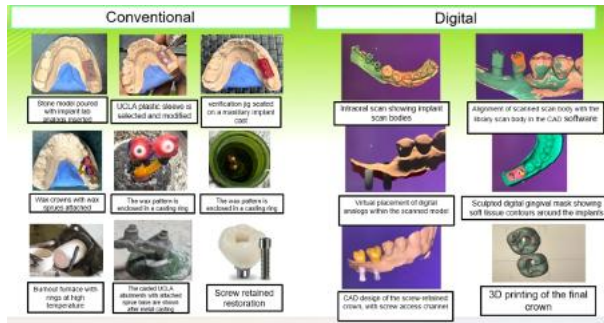 Conventional
Stone model poured
with implant lab
analogs inserted
UCLA plastic sleeve is
selected and modified
verification jig seated
on a maxillary implant
cast
Wax crowns with wax
sprues attached
The wax pattern is
enclosed in a casting ring
The wax pattern is
enclosed in a casting ring
Burnout furnace with
rings at high
temperature
The casted UCLA
abutments with attached
sprue base are shown
after metal casting
Screw retained
restoration
Digital
Intraoral scan showing implant
scan bodies
Alignment of scanned scan body with the
library scan body in the CAD software
Virtual placement of digital
analogs within the scanned model
Sculpted digital gingival mask showing
soft tissue contours around the implants
CAD design of the screw-retained
crown, with screw access channel
3D printing of the final
crown